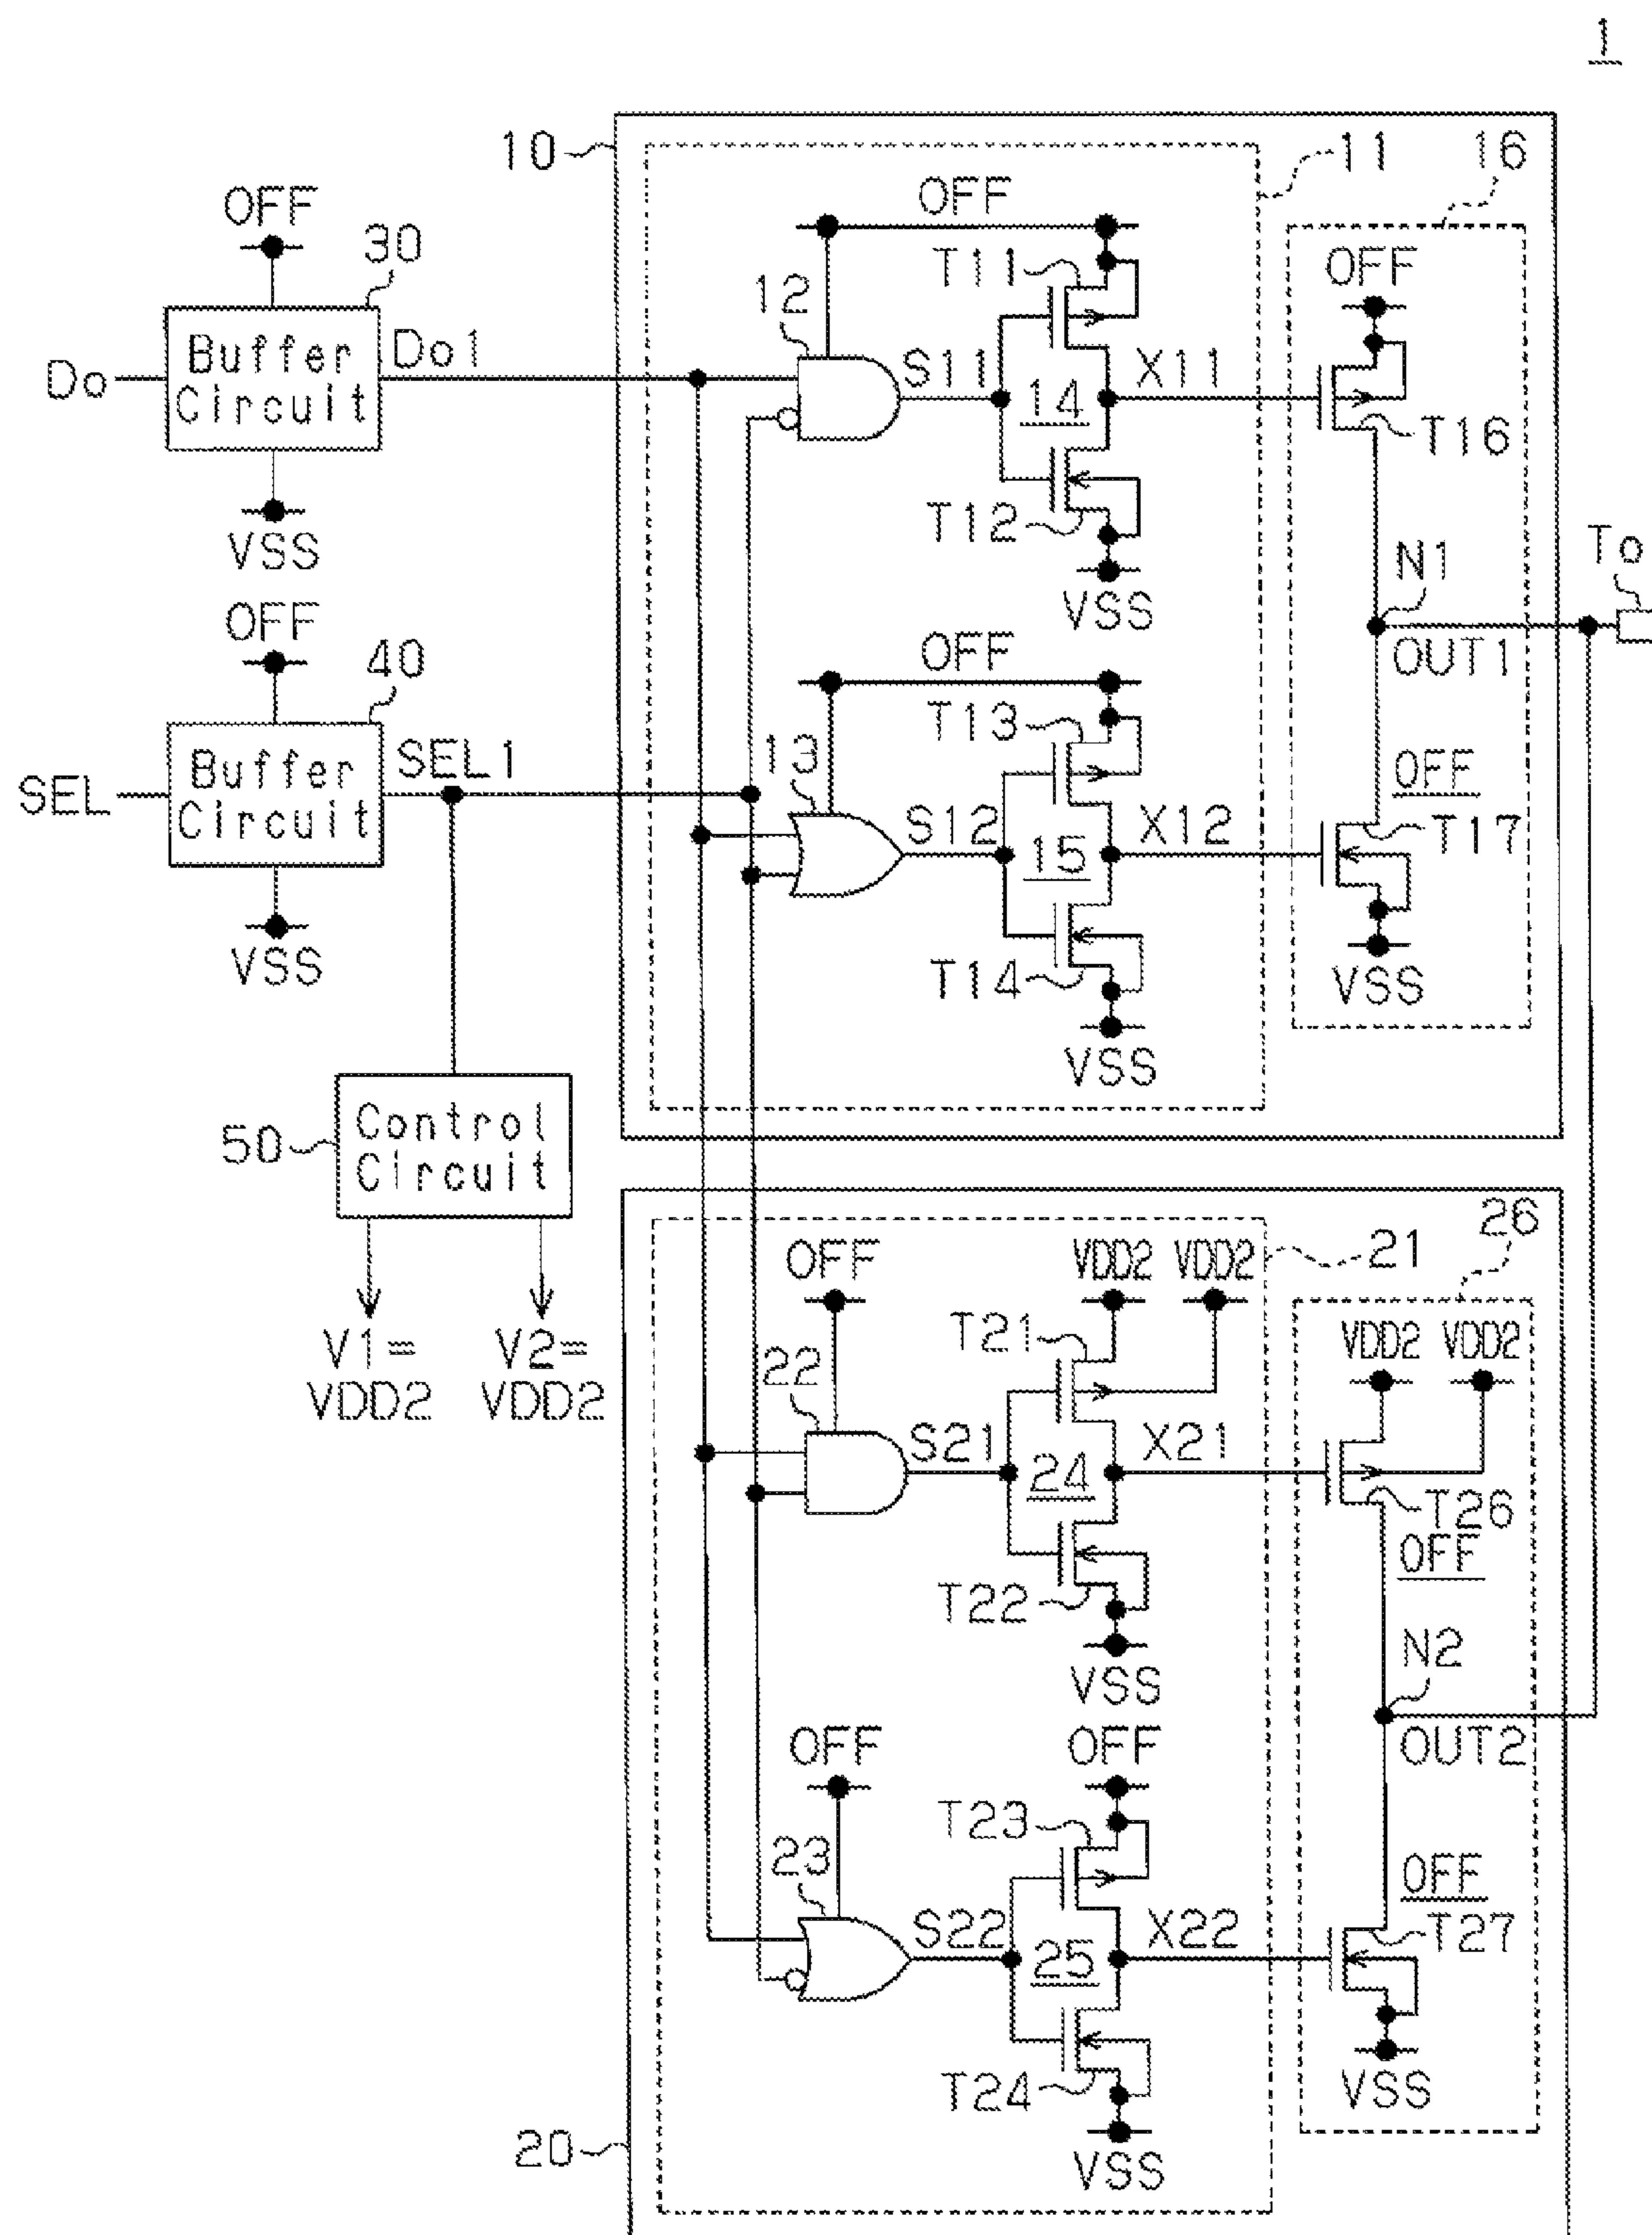 1
10
11
16
OFF
30
Buffer
Circuit
Do
Do1
VSS
OFF
12
T11
S11
14
X11
T12
VSS
OFF
T16
N1
To
OUT1
OFF
40
Buffer
Circuit
SEL
SEL1
VSS
OFF
13
T13
S12
15
X12
T14
VSS
OFF
T17
VSS
50
Control
Circuit
V1=
VDD2
V2=
VDD2
20
21
26
OFF
22
VDD2
VDD2
T21
S21
24
X21
T22
VSS
VDD2
VDD2
T26
OFF
N2
OUT2
OFF
23
OFF
T23
S22
25
X22
T24
VSS
OFF
T27
VSS